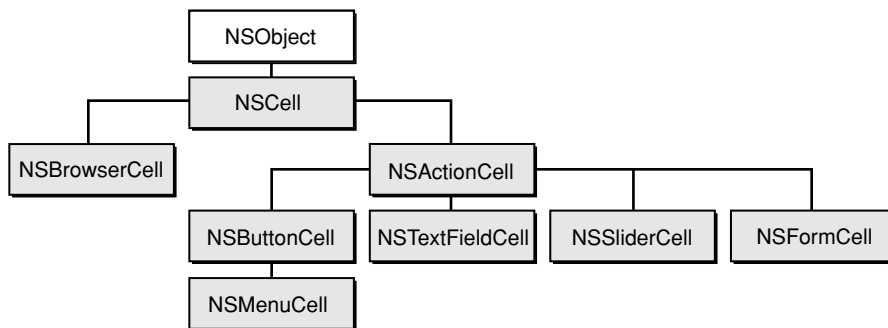 NSObject
NSCell
NSBrowserCell
NSActionCell
NSButtonCell
NSTextFieldCell
NSSliderCell
NSFormCell
NSMenuCell